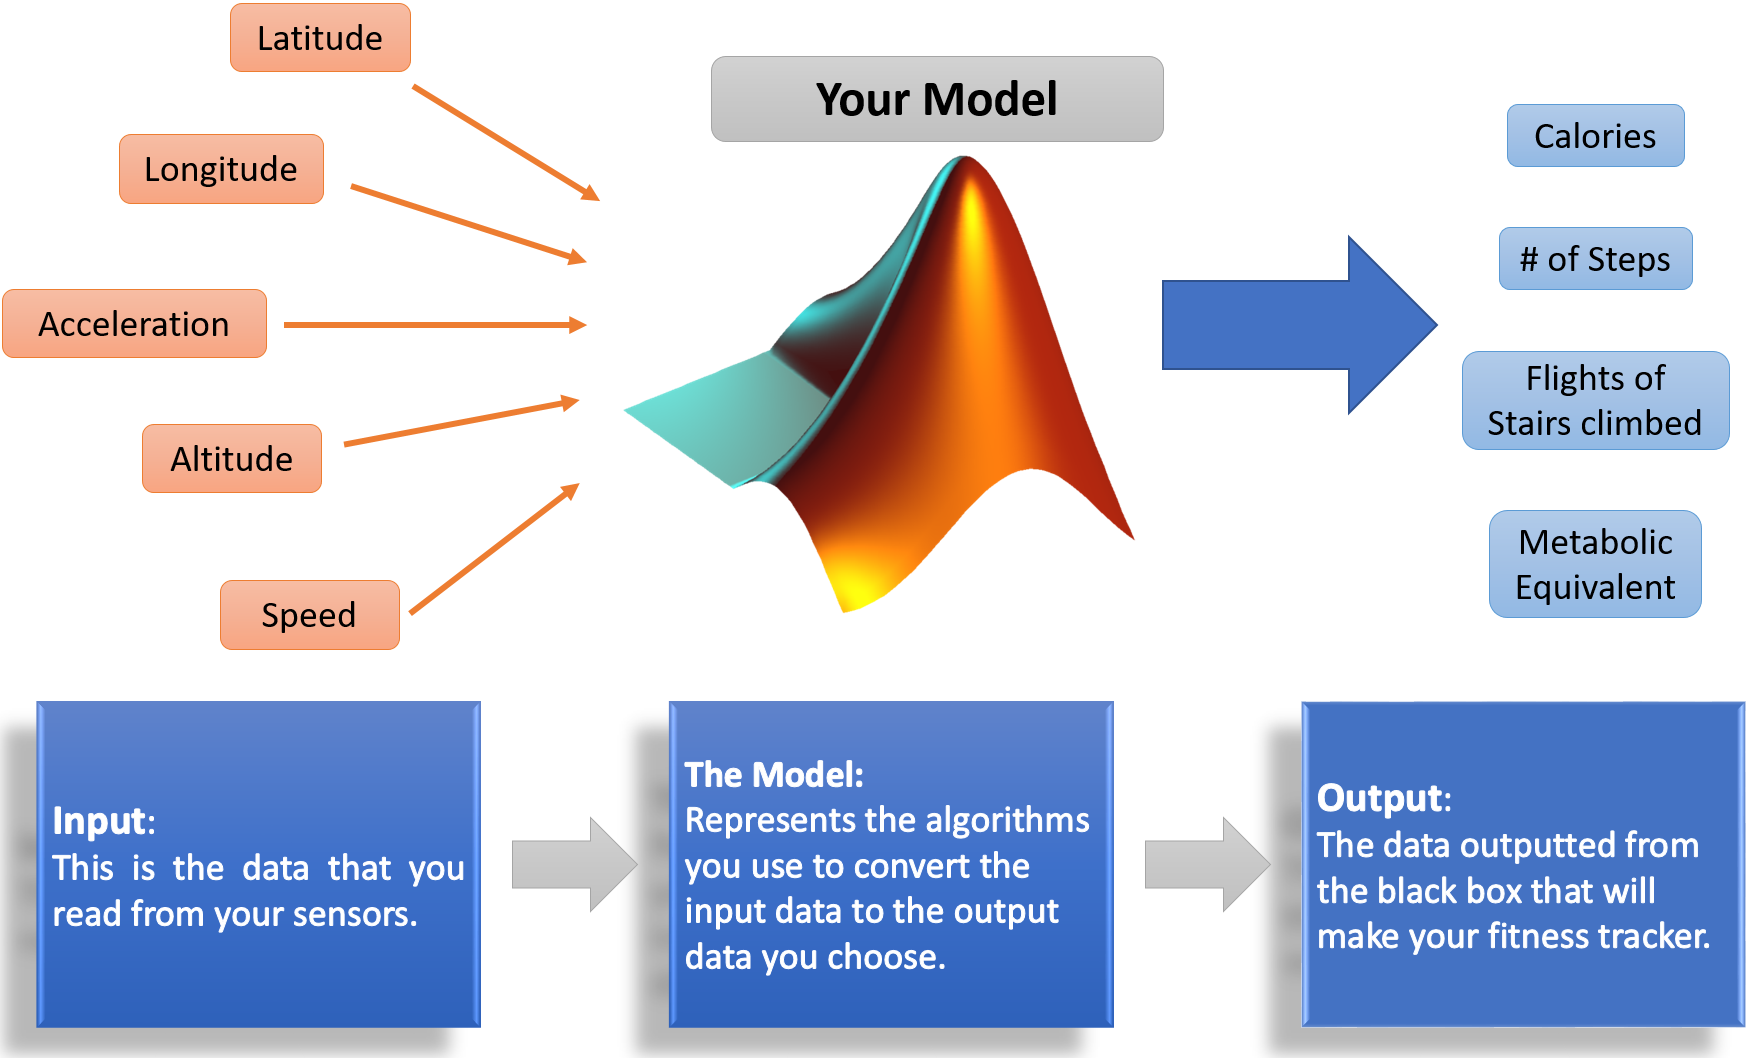 Latitude
Longitude
Acceleration
Altitude
Speed
Your Model
Calories
# of Steps
Flights of
Stairs climbed
Metabolic
Equivalent
Input:
This is the data that you
read from your sensors.
The Model:
Represents the algorithms
you use to convert the
input data to the output
data you choose.
Output:
The data outputted from
the black box that will
make your fitness tracker.